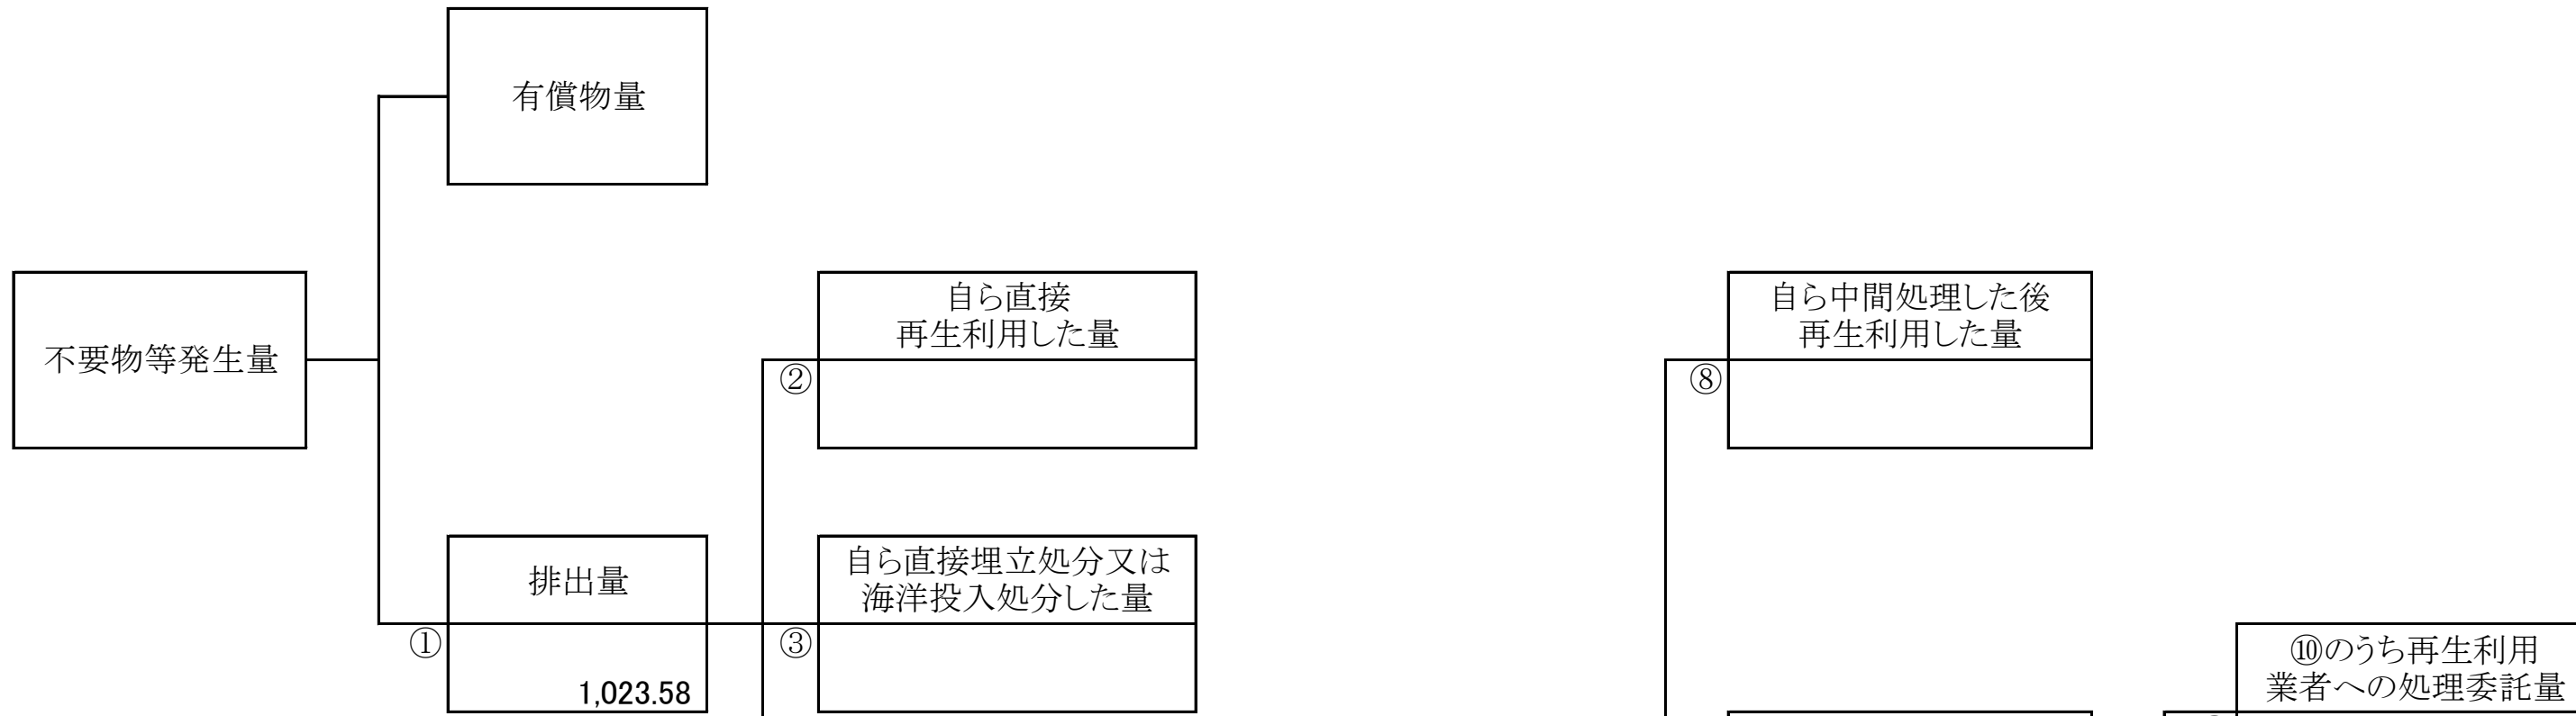 有償物量
不要物等発生量
自ら直接
再生利用した量
②
自ら中間処理した後
再生利用した量
⑧
排出量
①
1,023.58
自ら直接埋立処分又は
海洋投入処分した量
③
⑩のうち再生利用
業者への処理委託量